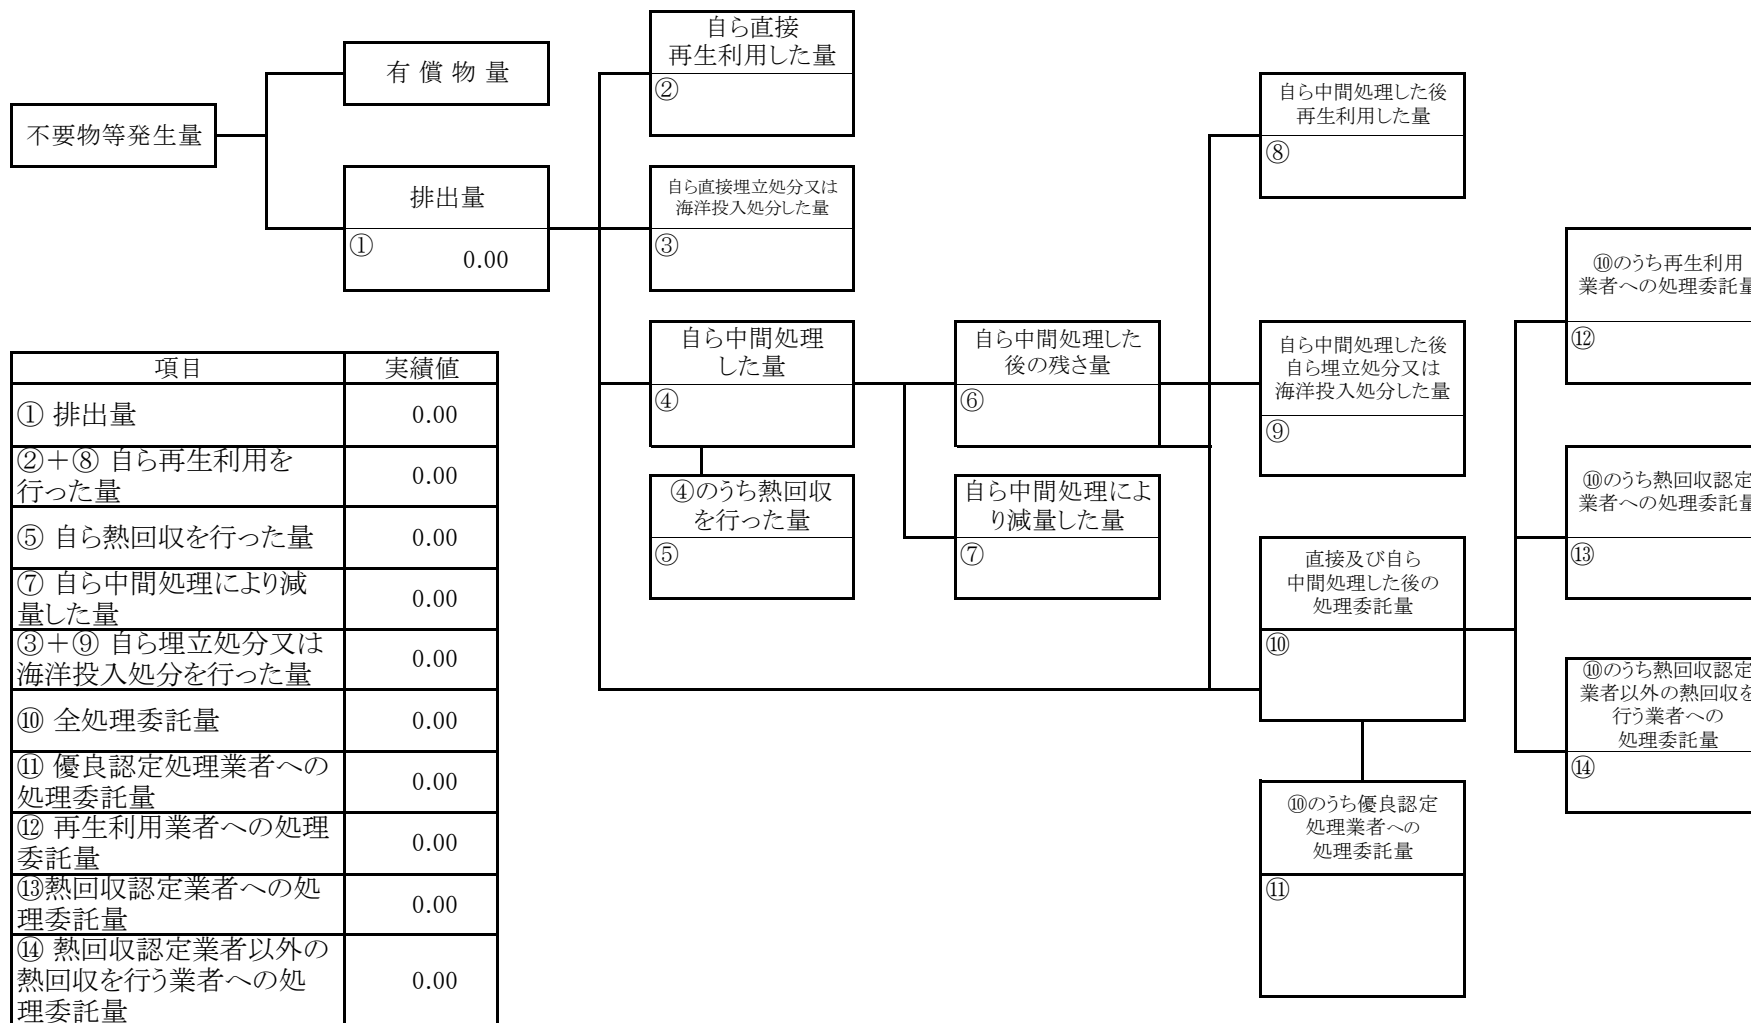 不要物等発生量
有 償 物 量
排出量
①
0.00
自ら直接
再生利用した量
②
自ら直接埋立処分又は
海洋投入処分した量
③
自ら中間処理
した量
④
④のうち熱回収
を行った量
⑤
自ら中間処理した
後の残さ量
⑥
自ら中間処理によ
り減量した量
⑦
自ら中間処理した後
再生利用した量
⑧
自ら中間処理した後
自ら埋立処分又は
海洋投入処分した量
⑨
直接及び自ら
中間処理した後の
処理委託量
⑩
⑩のうち優良認定
処理業者への
処理委託量
⑪
⑩のうち再生利用
業者への処理委託量
⑫
⑩のうち熱回収認定
業者への処理委託量
⑬
⑩のうち熱回収認定
業者以外の熱回収を
行う業者への
処理委託量
⑭
項目 実績値
① 排出量 0.00
②+⑧ 自ら再生利用を
行った量 0.00
⑤ 自ら熱回収を行った量 0.00
⑦ 自ら中間処理により減
量した量 0.00
③+⑨ 自ら埋立処分又は
海洋投入処分を行った量 0.00
⑩ 全処理委託量 0.00
⑪ 優良認定処理業者への
処理委託量 0.00
⑫ 再生利用業者への処理
委託量 0.00
⑬熱回収認定業者への処
理委託量 0.00
⑭ 熱回収認定業者以外の
熱回収を行う業者への処
理委託量 0.00